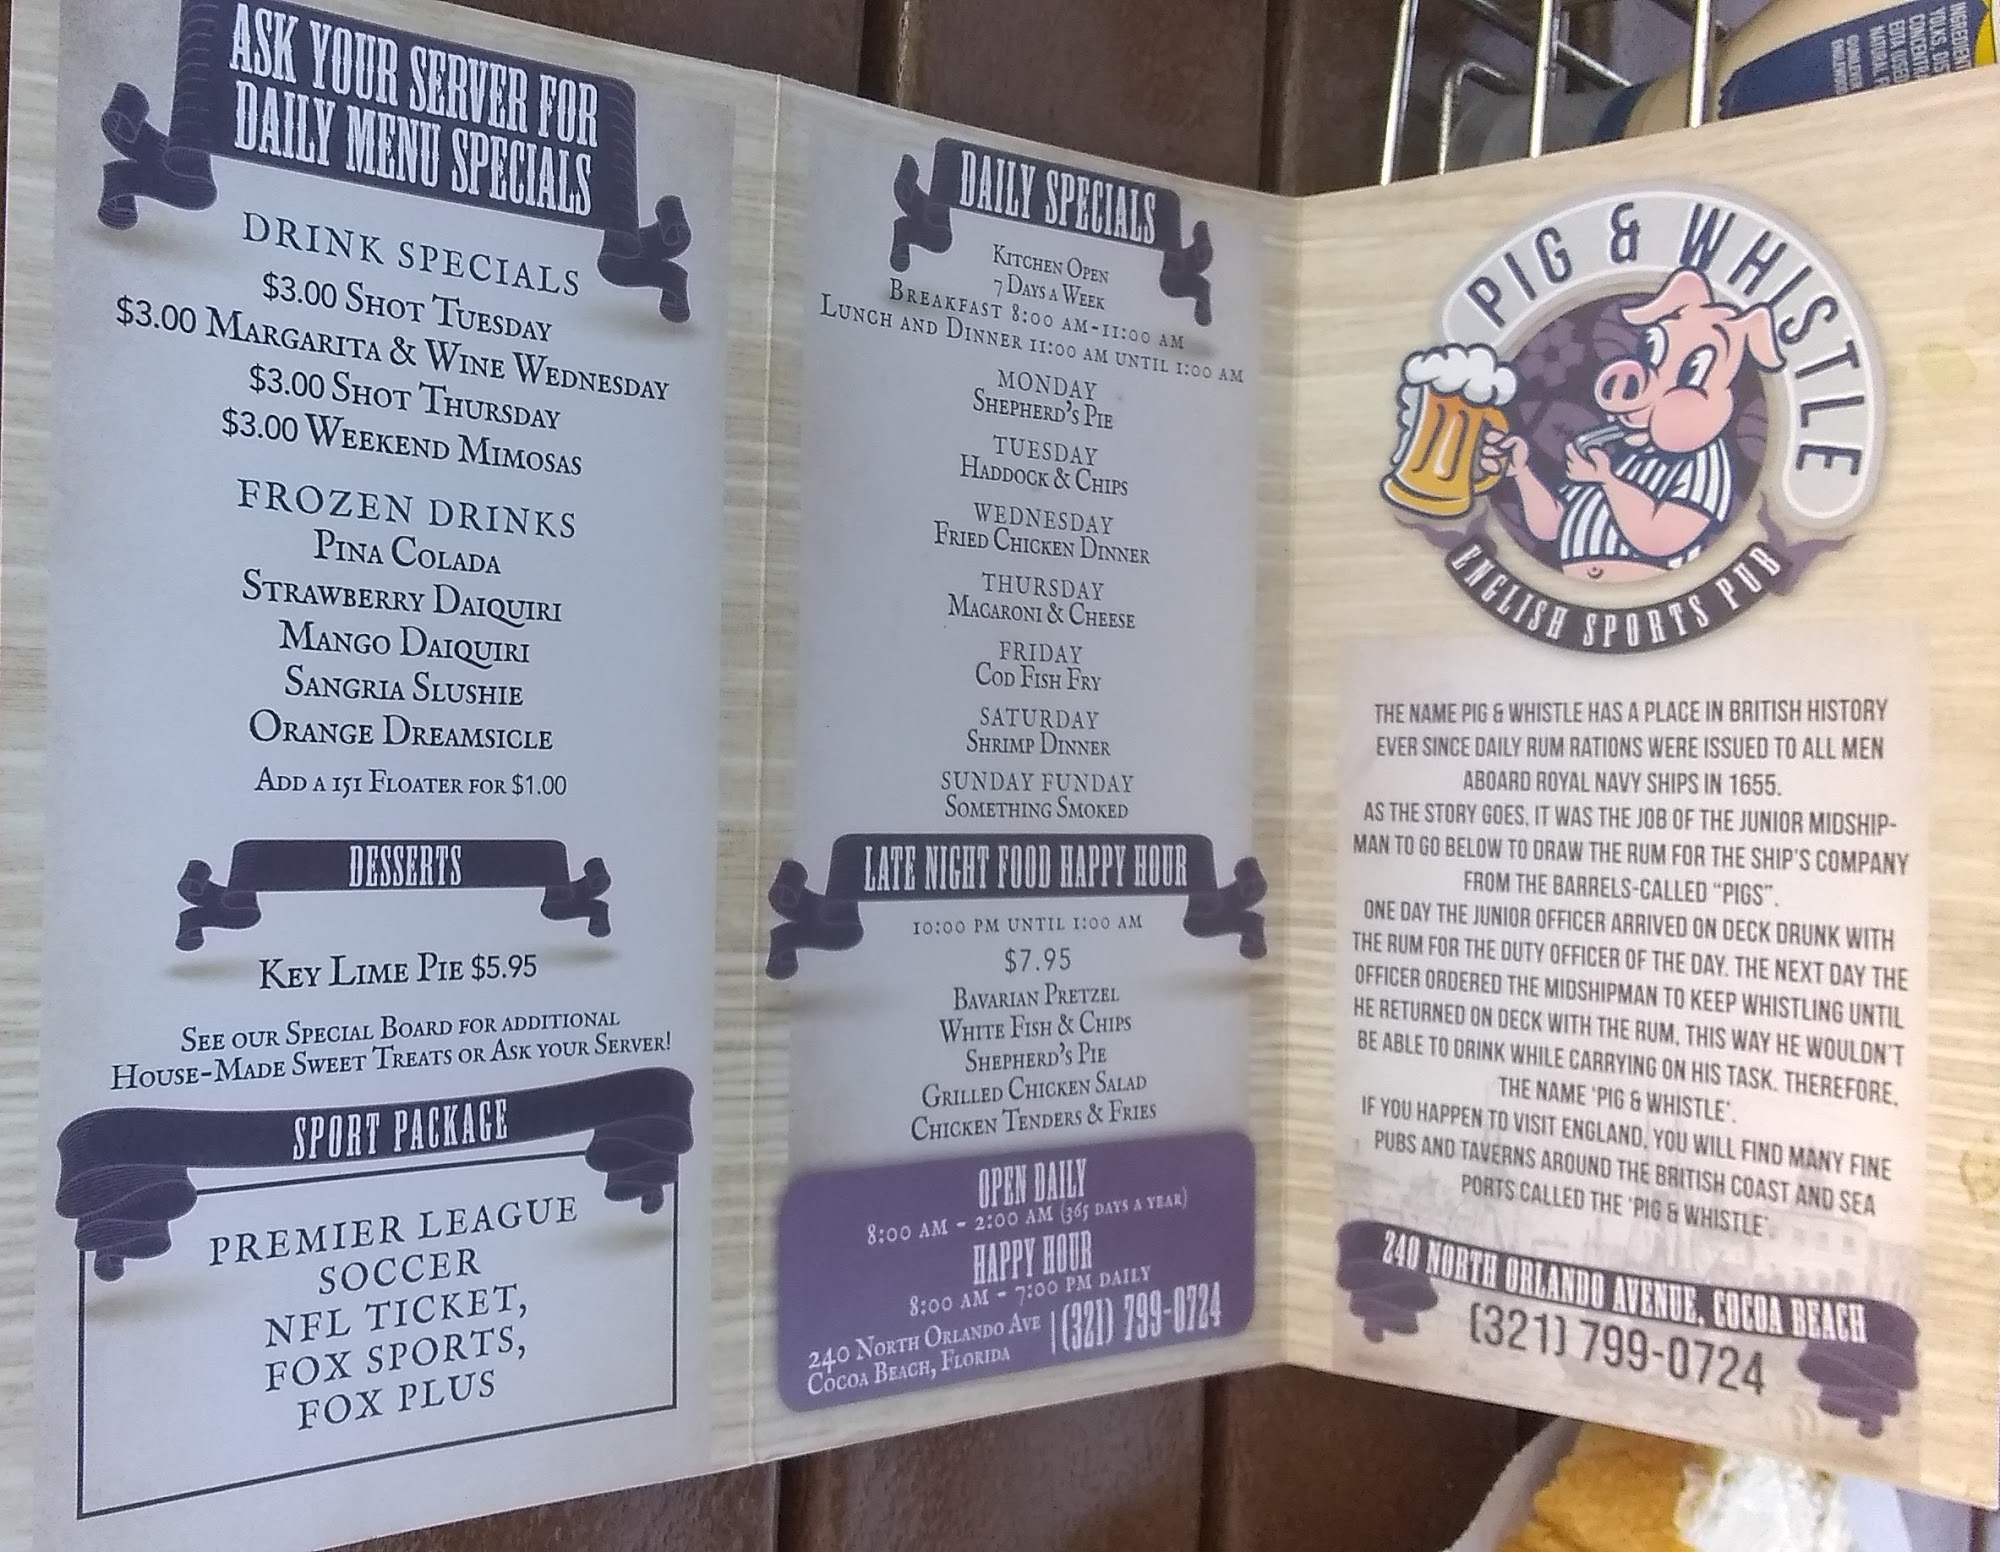 ASK YOUR SERVER FOR
DAILY MENU SPECIALS
DRINK SPECIALS
$3.00 SHOT TUESDAY
$3.00 MARGARITA & WINE WEDNESDAY
$3.00 SHOT THURSDAY
$3.00 WEEKEND MIMOSAS
FROZEN DRINKS
PINA COLADA
STRAWBERRY DAIQUIRI
MANGO DAIQUIRI
SANGRIA SLUSHIE
ORANGE DREAMSICLE
ADD A 151 FLOATER FOR $1.00
DESSERTS
KEY LIME PIE $5.95
SEE OUR SPECIAL BOARD FOR ADDITIONAL
HOUSE-MADE SWEET TREATS OR ASK YOUR SERVER!
SPORT PACKAGE
PREMIER LEAGUE
SOCCER
NFL TICKET,
FOX SPORTS,
FOX PLUS
DAILY SPECIALS
KITCHEN OPEN
7 DAYS A WEEK
BREAKFAST 8:00 AM-11:00 AM
LUNCH AND DINNER 11:00 AM UNTIL 1:00 AM
MONDAY
SHEPHERD'S PIE
TUESDAY
HADDOCK & CHIPS
WEDNESDAY
FRIED CHICKEN DINNER
THURSDAY
MACARONI & CHEESE
FRIDAY
COD FISH FRY
SATURDAY
SHRIMP DINNER
SUNDAY FUNDAY
SOMETHING SMOKED
LATE NIGHT FOOD HAPPY HOUR
10:00 PM UNTIL 1:00 AM
$7.95
BAVARIAN PRETZEL
WHITE FISH & CHIPS
SHEPHERD'S PIE
GRILLED CHICKEN SALAD
CHICKEN TENDERS & FRIES
OPEN DAILY
8:00 AM - 2:00 AM (365 DAYS A YEAR)
HAPPY HOUR
8:00 AM - 7:00 PM DAILY
240 NORTH ORLANDO AVE
COCOA BEACH, FLORIDA
(321) 799-0724
PIG & WHISTLE
ENGLISH SPORTS PUB
THE NAME PIG & WHISTLE HAS A PLACE IN BRITISH HISTORY
EVER SINCE DAILY RUM RATIONS WERE ISSUED TO ALL MEN
ABOARD ROYAL NAVY SHIPS IN 1655.
AS THE STORY GOES, IT WAS THE JOB OF THE JUNIOR MIDSHIP-
MAN TO GO BELOW TO DRAW THE RUM FOR THE SHIP'S COMPANY
FROM THE BARRELS-CALLED "PIGS".
ONE DAY THE JUNIOR OFFICER ARRIVED ON DECK DRUNK WITH
THE RUM FOR THE DUTY OFFICER OF THE DAY. THE NEXT DAY THE
OFFICER ORDERED THE MIDSHIPMAN TO KEEP WHISTLING UNTIL
HE RETURNED ON DECK WITH THE RUM, THIS WAY HE WOULDN'T
BE ABLE TO DRINK WHILE CARRYING ON HIS TASK. THEREFORE,
THE NAME 'PIG & WHISTLE'.
IF YOU HAPPEN TO VISIT ENGLAND, YOU WILL FIND MANY FINE
PUBS AND TAVERNS AROUND THE BRITISH COAST AND SEA
PORTS CALLED THE 'PIG & WHISTLE'.
240 NORTH ORLANDO AVENUE, COCOA BEACH
(321) 799-0724
YOLKS, DIS
NATURAL F